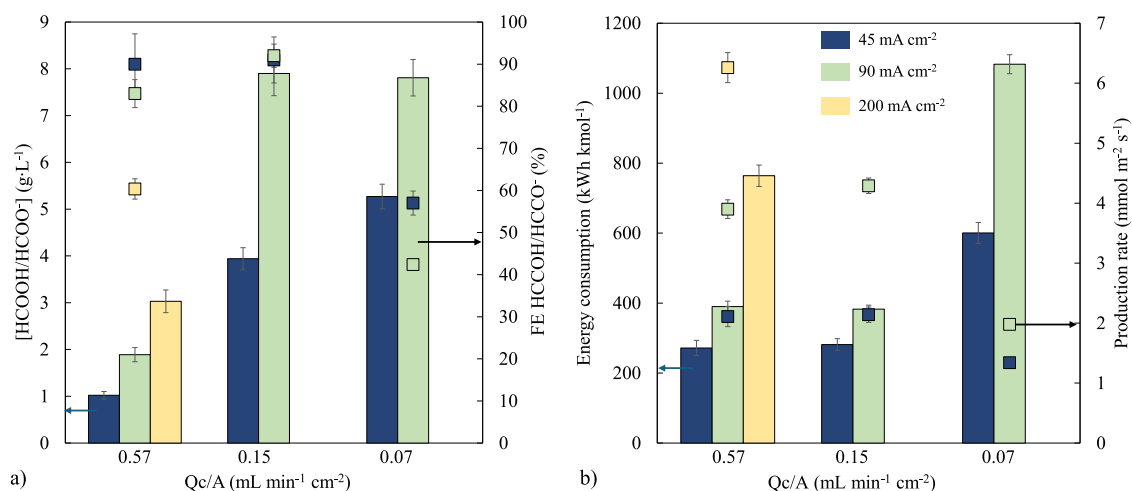 9
8
7
6
5
4
3
2
1
0
[HCOOH/HCOO-] (g·L-1)
100
90
80
70
60
50
40
30
20
10
0
FE HCCOH/HCCO- (%)
0.57 0.15 0.07
Qc/A (mL min-1 cm-2)
a)
1200
1000
800
600
400
200
0
Energy consumption (kWh kmol-1)
45 mA cm-2
90 mA cm-2
200 mA cm-2
7
6
5
4
3
2
1
0
Production rate (mmol m-2 s-1)
0.57 0.15 0.07
Qc/A (mL min-1 cm-2)
b)